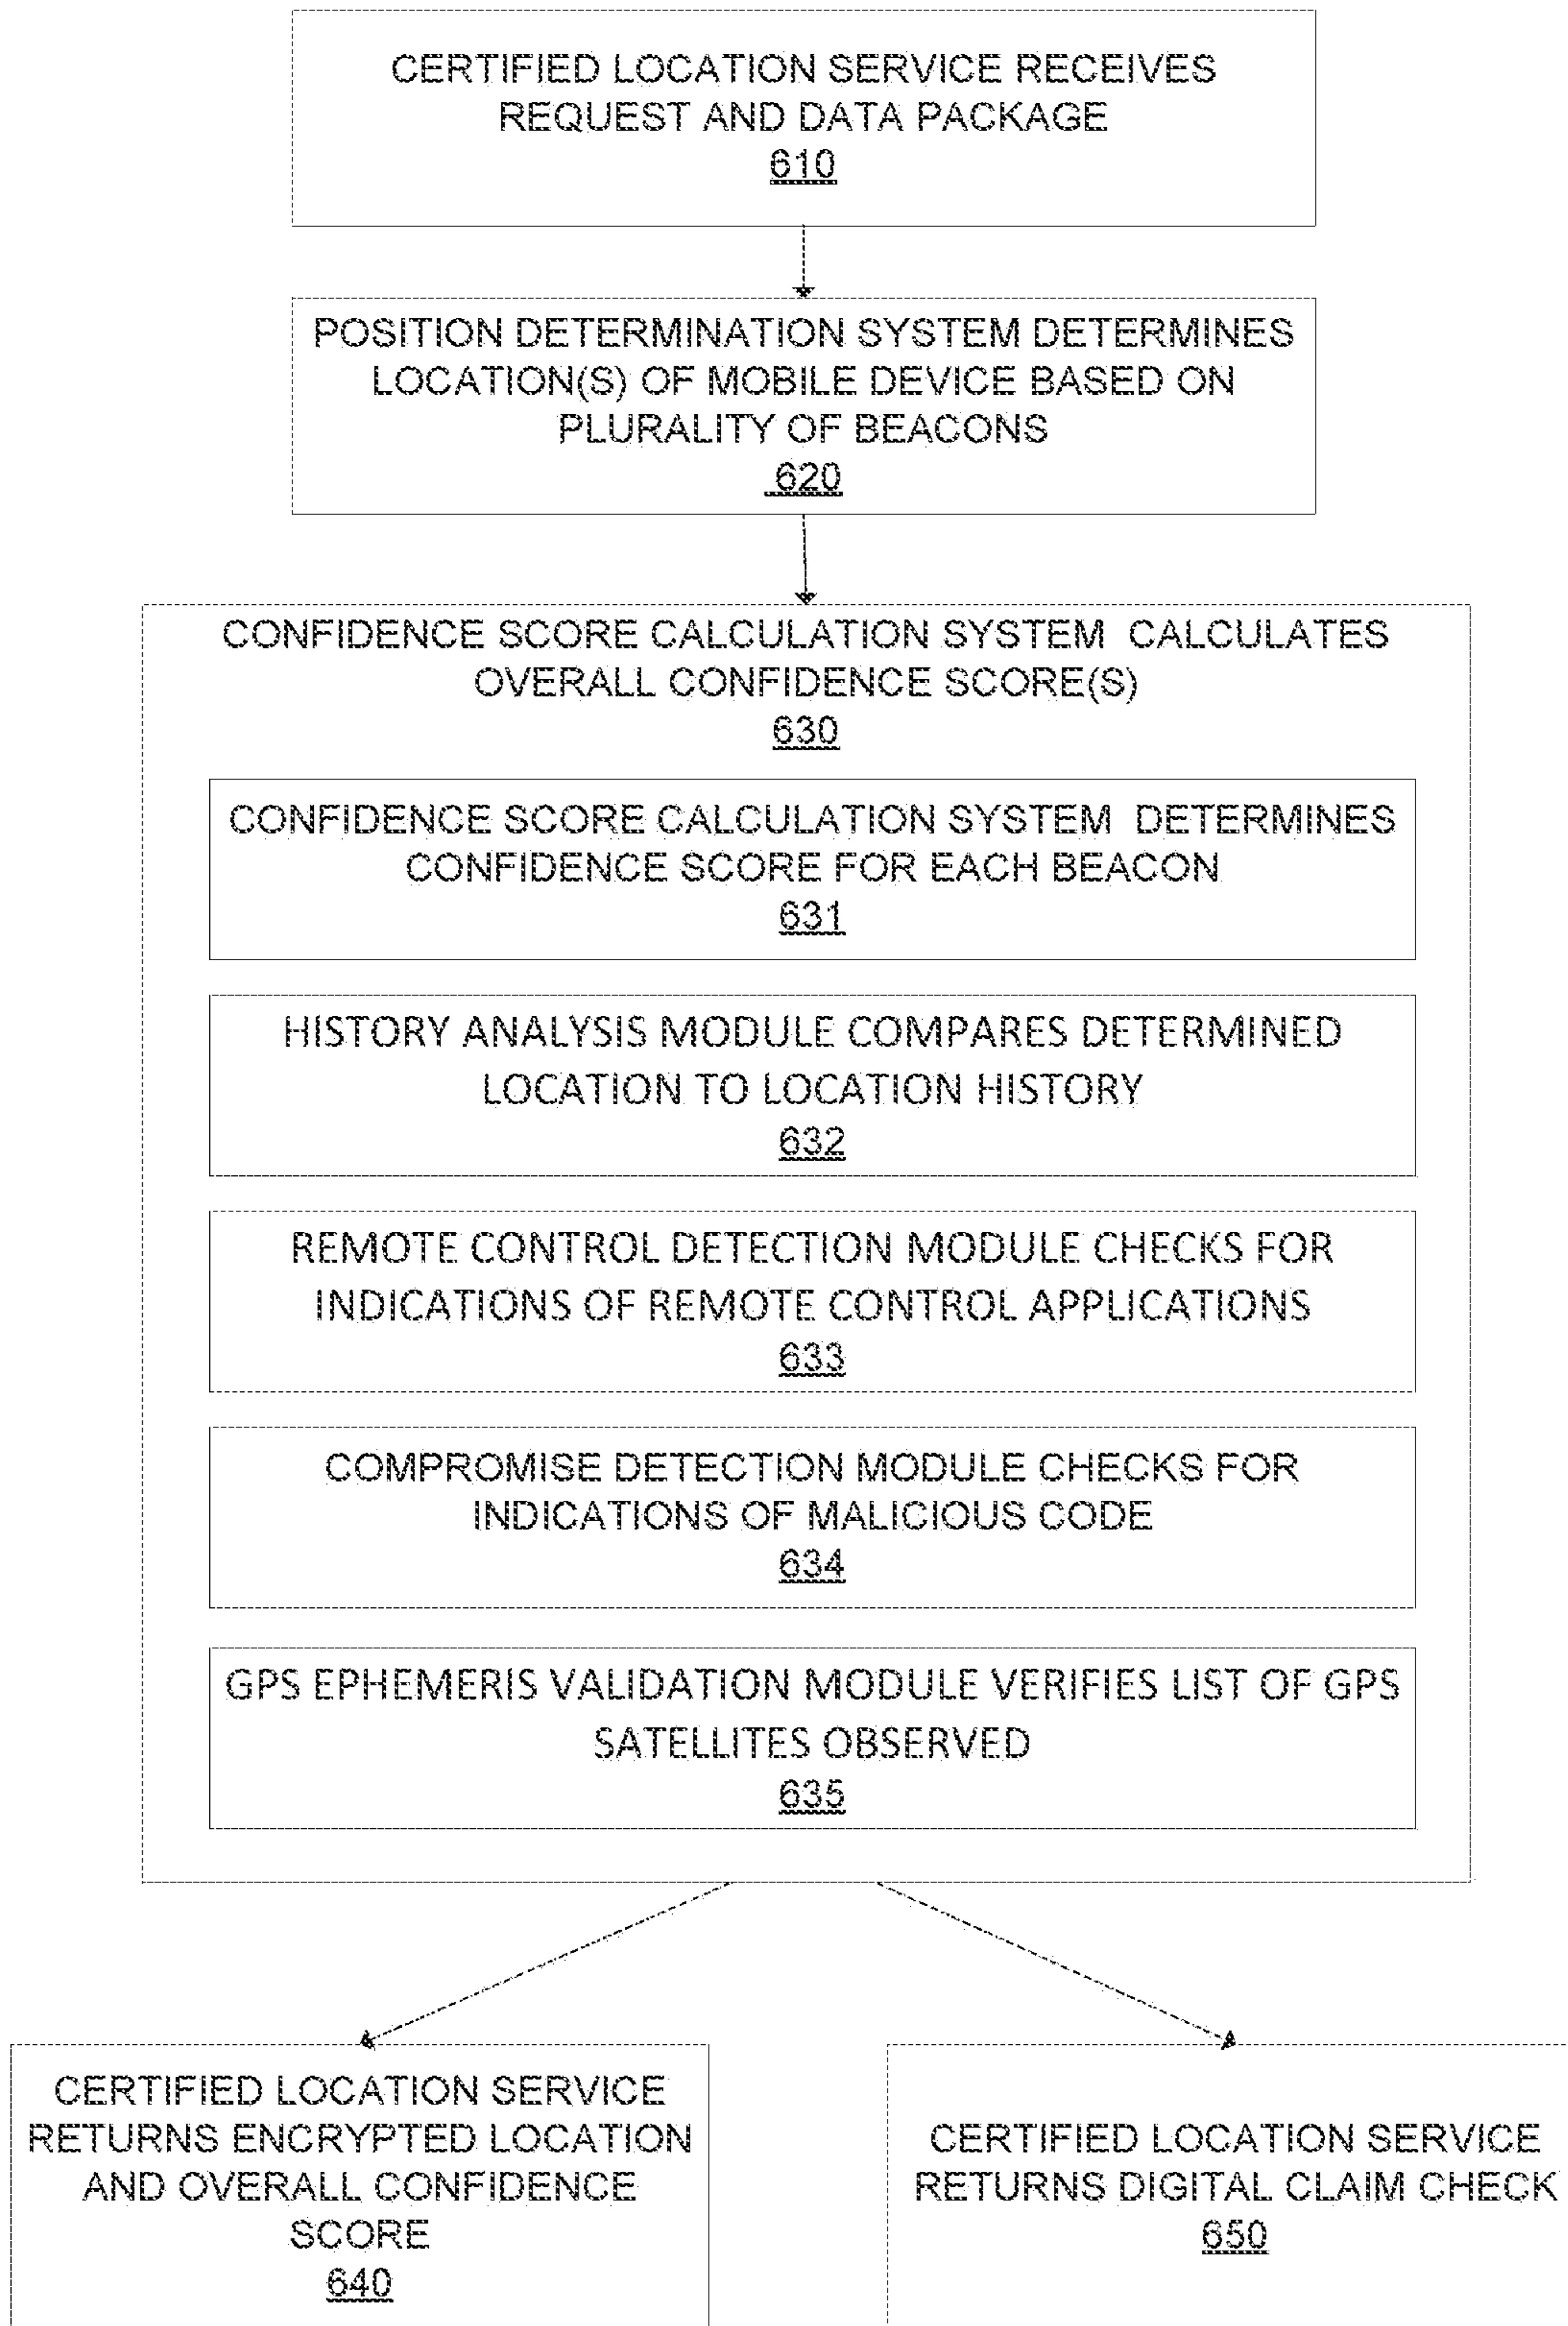 CERTIFIED LOCATION SERVICE RECEIVES
REQUEST AND DATA PACKAGE
610
POSITION DETERMINATION SYSTEM DETERMINES
LOCATION(S) OF MOBILE DEVICE BASED ON
PLURALITY OF BEACONS
620
CONFIDENCE SCORE CALCULATION SYSTEM CALCULATES
OVERALL CONFIDENCE SCORE(S)
630
CONFIDENCE SCORE CALCULATION SYSTEM DETERMINES
CONFIDENCE SCORE FOR EACH BEACON
631
HISTORY ANALYSIS MODULE COMPARES DETERMINED
LOCATION TO LOCATION HISTORY
632
REMOTE CONTROL DETECTION MODULE CHECKS FOR
INDICATIONS OF REMOTE CONTROL APPLICATIONS
633
COMPROMISE DETECTION MODULE CHECKS FOR
INDICATIONS OF MALICIOUS CODE
634
GPS EPHEMERIS VALIDATION MODULE VERIFIES LIST OF GPS
SATELLITES OBSERVED
635
CERTIFIED LOCATION SERVICE
RETURNS ENCRYPTED LOCATION
AND OVERALL CONFIDENCE
SCORE
640
CERTIFIED LOCATION SERVICE
RETURNS DIGITAL CLAIM CHECK
650